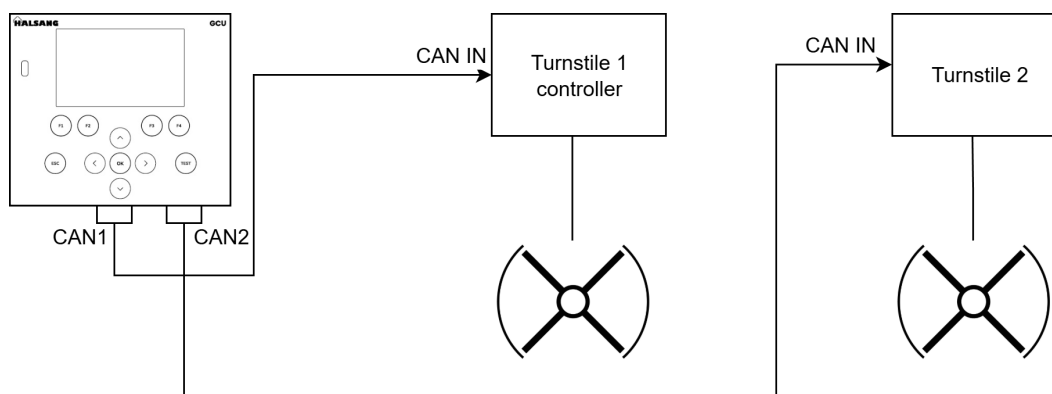 HALSANG
GCU
F1
F2
F3
F4
ESC
OK
TEST
CAN1
CAN2
CAN IN
Turnstile 1
controller
CAN IN
Turnstile 2